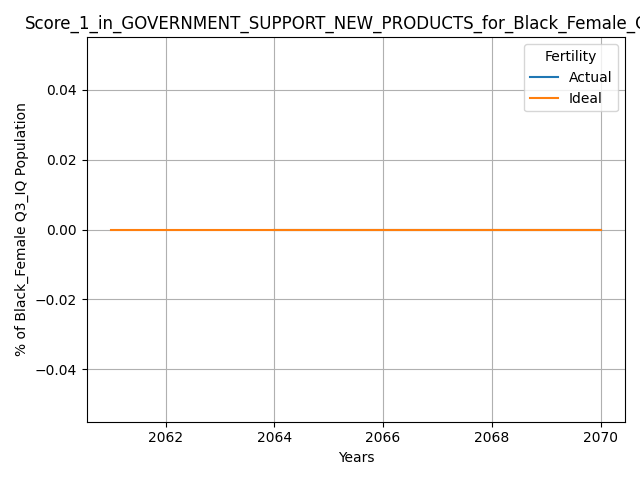 Score_1_in_GOVERNMENT_SUPPORT_NEW_PRODUCTS_for_Black_Female_
Fertility
Actual
Ideal
0.04
0.02
0.00
−0.02
−0.04
% of Black_Female Q3_IQ Population
2062 2064 2066 2068 2070
Years